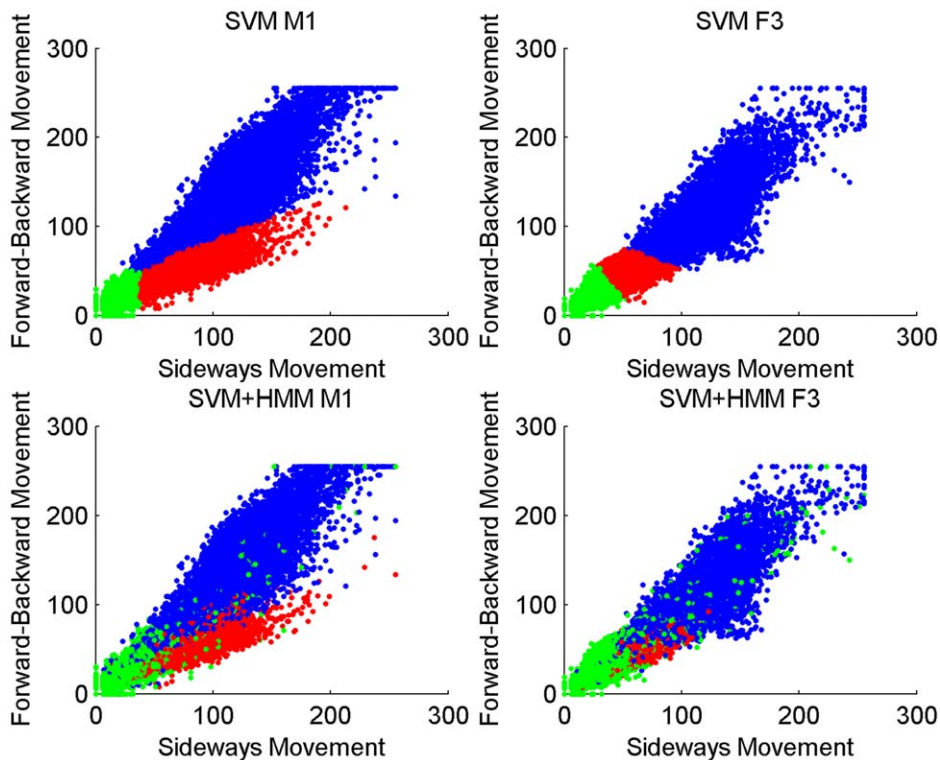 SVM M1
Forward-Backward Movement
300
200
100
0
0 100 200 300
Sideways Movement
SVM F3
Forward-Backward Movement
300
200
100
0
0 100 200 300
Sideways Movement
SVM+HMM M1
Forward-Backward Movement
300
200
100
0
0 100 200 300
Sideways Movement
SVM+HMM F3
Forward-Backward Movement
300
200
100
0
0 100 200 300
Sideways Movement